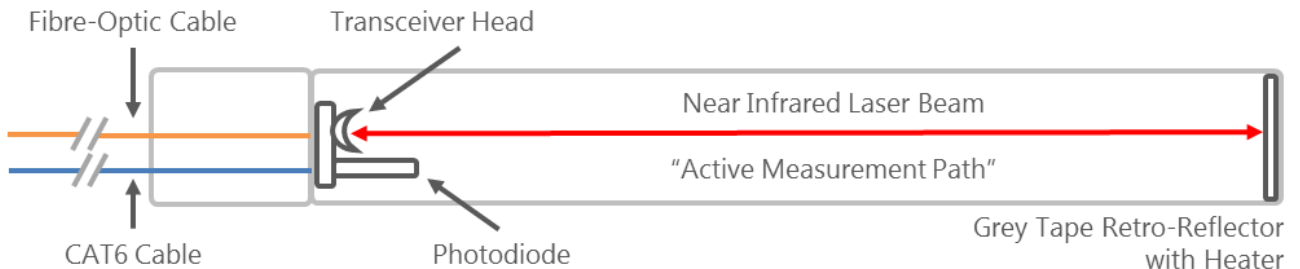 Fibre-Optic Cable
Transceiver Head
Near Infrared Laser Beam
“Active Measurement Path”
CAT6 Cable
Photodiode
Grey Tape Retro-Reflector
with Heater